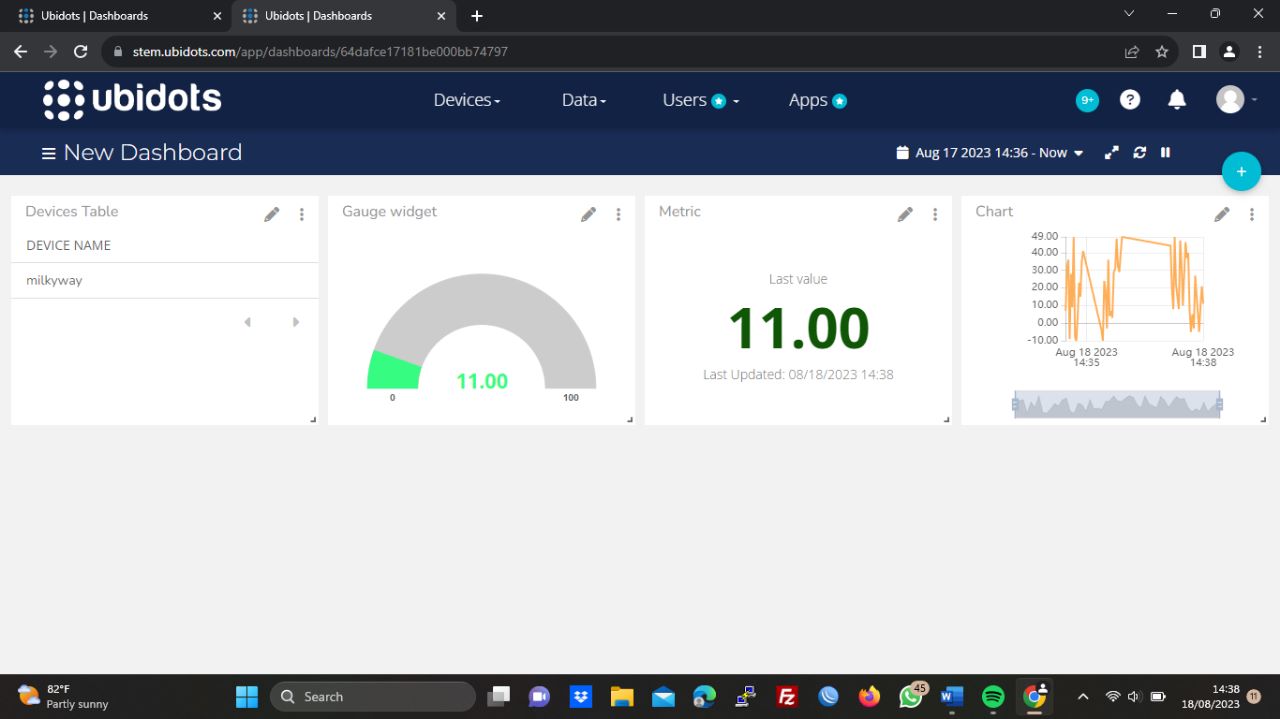 Ubidots | Dashboards
Ubidots | Dashboards
stem.ubidots.com/app/dashboards/64dafce17181be000bb74797
ubidots
Devices
Data
Users
Apps
9+
?
New Dashboard
Aug 17 2023 14:36 - Now
+
Devices Table
DEVICE NAME
milkyway
Gauge widget
11.00
0
100
Metric
Last value
11.00
Last Updated: 08/18/2023 14:38
Chart
49.00
40.00
30.00
20.00
10.00
0.00
-10.00
Aug 18 2023
14:35
Aug 18 2023
14:38
82°F
Partly sunny
Search
Fz
45
W
14:38
18/08/2023
11